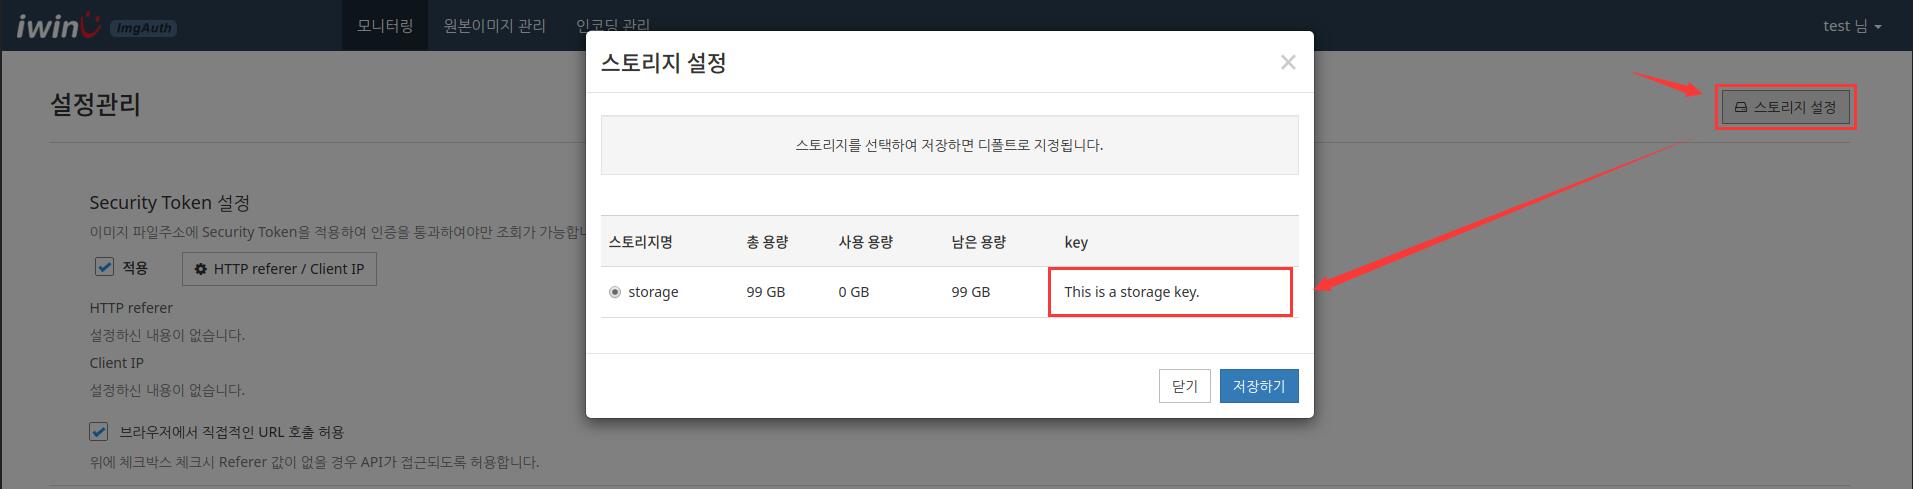 iwinU ImgAuth 모니터링 원본이미지 관리 인코딩 관리 test 님
스토리지 설정
설정관리
스토리지 설정
스토리지를 선택하여 저장하면 디폴트로 지정됩니다.
Security Token 설정
이미지 파일주소에 Security Token을 적용하여 인증을 통과하여야만 조회가 가능합니
적용 HTTP referer / Client IP
HTTP referer
설정하신 내용이 없습니다.
Client IP
설정하신 내용이 없습니다.
브라우저에서 직접적인 URL 호출 허용
위에 체크박스 체크시 Referer 값이 없을 경우 API가 접근되도록 허용합니다.
스토리지명 총 용량 사용 용량 남은 용량 key
storage 99 GB 0 GB 99 GB This is a storage key.
닫기 저장하기